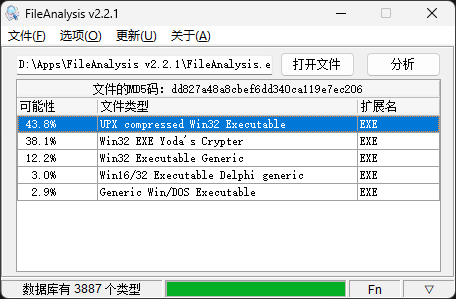 FileAnalysis v2.2.1
文件(F) 选项(O) 更新(U) 关于(A)
D:\Apps\FileAnalysis v2.2.1\FileAnalysis.e 打开文件 分析
文件的MD5码: dd827a48a8cbef6dd340ca119e7ec206
可能性 文件类型 扩展名
43.8% UPX compressed Win32 Executable EXE
38.1% Win32 EXE Yoda's Crypter EXE
12.2% Win32 Executable Generic EXE
3.0% Win16/32 Executable Delphi generic EXE
2.9% Generic Win/DOS Executable EXE
数据库有 3887 个类型 Fn ▽